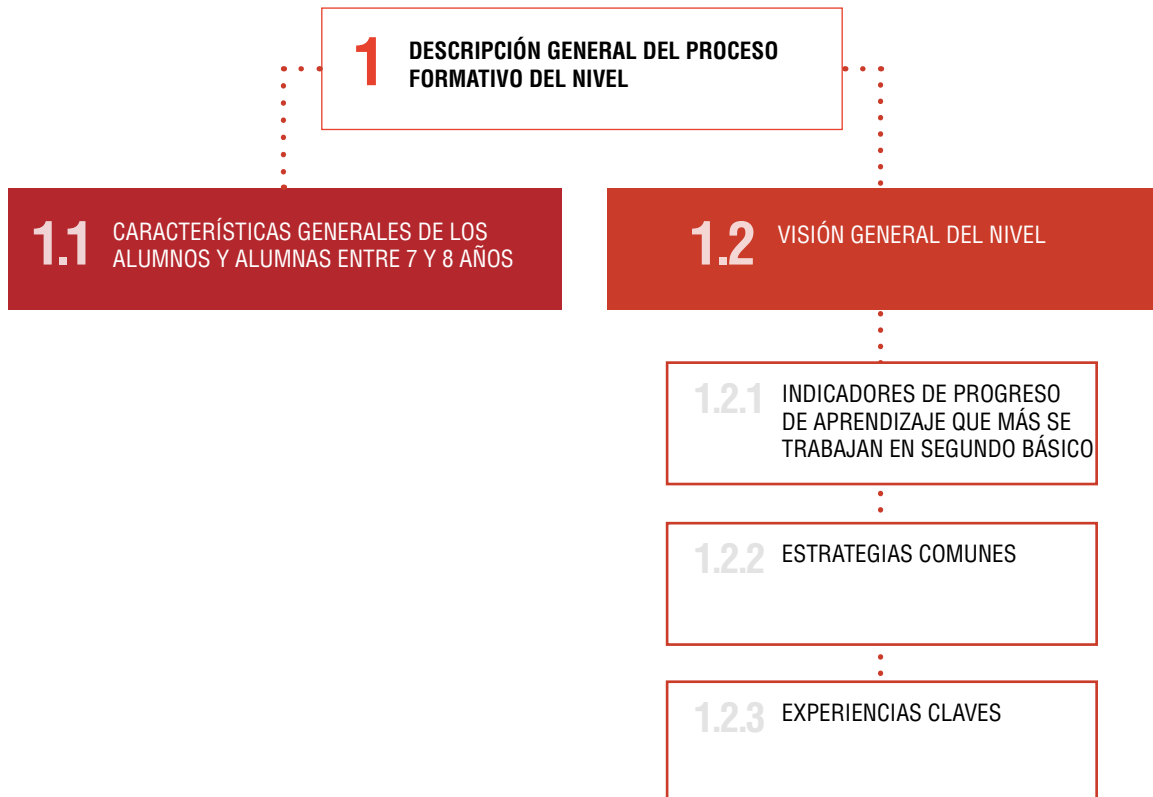 1 DESCRIPCIÓN GENERAL DEL PROCESO
FORMATIVO DEL NIVEL
1.1 CARACTERÍSTICAS GENERALES DE LOS
ALUMNOS Y ALUMNAS ENTRE 7 Y 8 AÑOS
1.2 VISIÓN GENERAL DEL NIVEL
1.2.1 INDICADORES DE PROGRESO
DE APRENDIZAJE QUE MÁS SE
TRABAJAN EN SEGUNDO BÁSICO
1.2.2 ESTRATEGIAS COMUNES
1.2.3 EXPERIENCIAS CLAVES